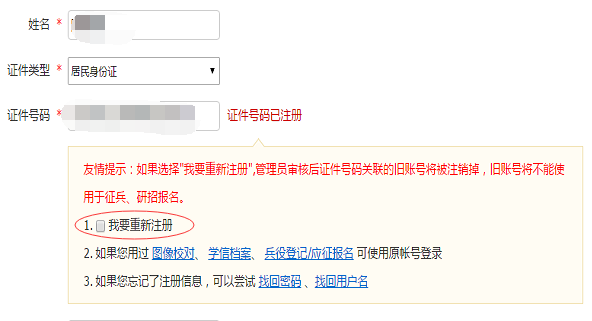 姓名 *
证件类型 * 居民身份证
证件号码 * 证件号码已注册
友情提示：如果选择"我要重新注册",管理员审核后证件号码关联的旧账号将被注销掉，旧账号将不能使
用于征兵、研招报名。
1. 我要重新注册
2. 如果您用过 图像校对、 学信档案、 兵役登记/应征报名 可使用原帐号登录
3. 如果您忘记了注册信息，可以尝试 找回密码 、找回用户名